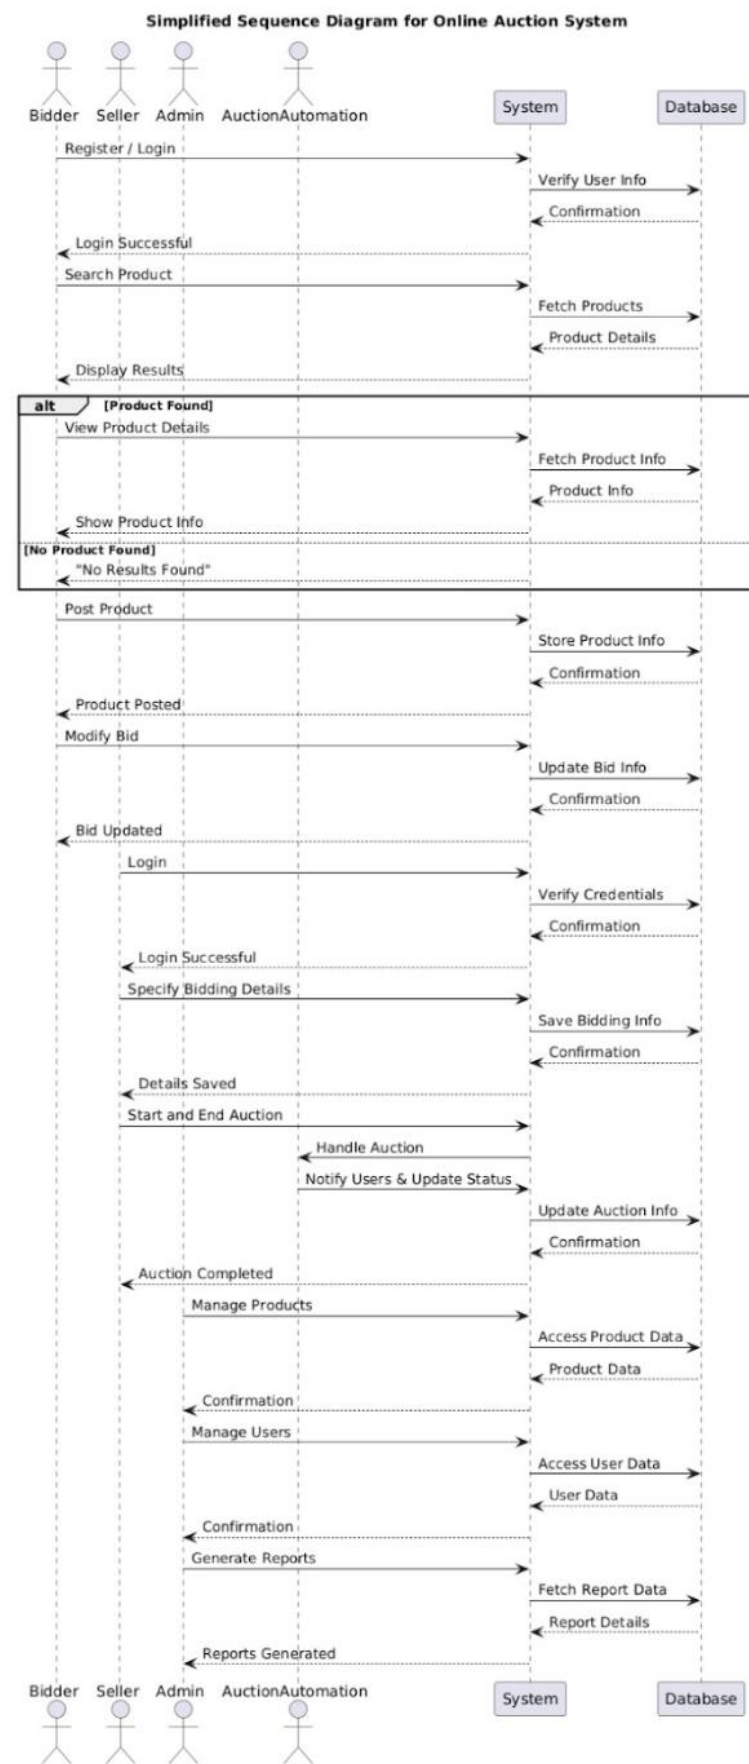 Simplified Sequence Diagram for Online Auction System
Bidder Seller Admin AuctionAutomation System Database
Register / Login
Verify User Info
Confirmation
Login Successful
Search Product
Fetch Products
Product Details
Display Results
alt [Product Found]
View Product Details
Fetch Product Info
Product Info
Show Product Info
[No Product Found]
"No Results Found"
Post Product
Store Product Info
Confirmation
Product Posted
Modify Bid
Update Bid Info
Confirmation
Bid Updated
Login
Verify Credentials
Confirmation
Login Successful
Specify Bidding Details
Save Bidding Info
Confirmation
Details Saved
Start and End Auction
Handle Auction
Notify Users & Update Status
Update Auction Info
Confirmation
Auction Completed
Manage Products
Access Product Data
Product Data
Confirmation
Manage Users
Access User Data
User Data
Confirmation
Generate Reports
Fetch Report Data
Report Details
Reports Generated
Bidder Seller Admin AuctionAutomation System Database